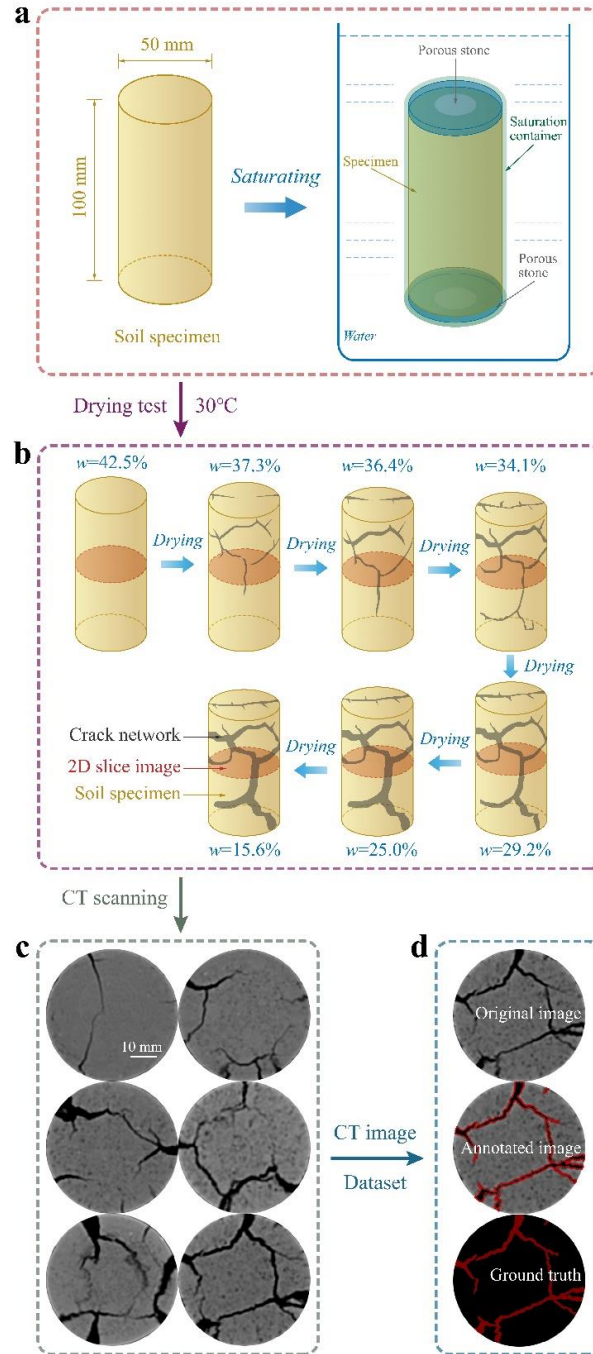 a
50 mm
100 mm
Soil specimen
Saturating
Porous stone
Saturation
container
Specimen
Porous
stone
Water
Drying test
30°C
b
w=42.5%
w=37.3%
w=36.4%
w=34.1%
Drying
Drying
Drying
Drying
Crack network
2D slice image
Soil specimen
Drying
Drying
w=15.6%
w=25.0%
w=29.2%
CT scanning
c
10 mm
CT image
Dataset
d
Original image
Annotated image
Ground truth